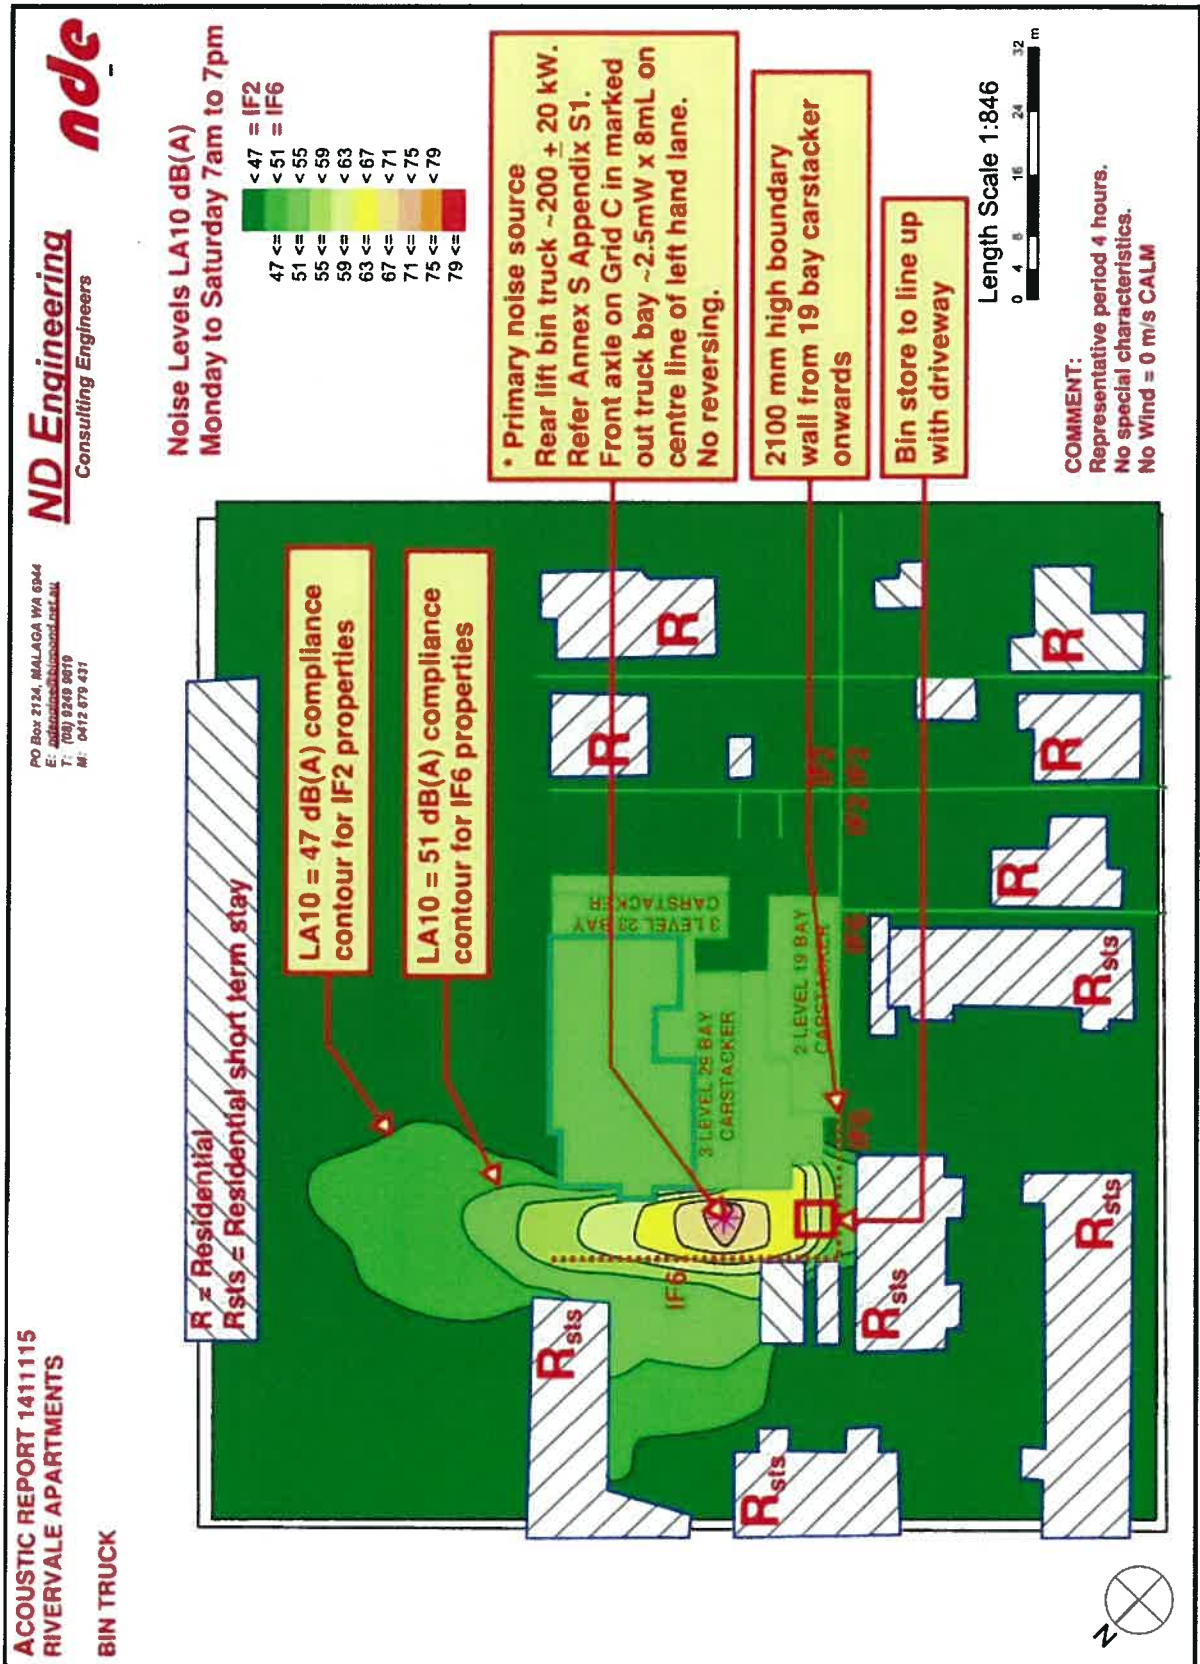 ACOUSTIC REPORT 1411115
RIVERVALE APARTMENTS
BIN TRUCK
PO Box 2124, MALAGA WA 6944
T: (08) 9249 9019
M: 0412 679 431
ND Engineering
Consulting Engineers
nde
Noise Levels LA10 dB(A)
Monday to Saturday 7am to 7pm
< 47 = IF2
47 <= < 51 = IF6
51 <= < 55
55 <= < 59
59 <= < 63
63 <= < 67
67 <= < 71
71 <= < 75
75 <= < 79
79 <=
R = Residential
Rsts = Residential short term stay
LA10 = 47 dB(A) compliance
contour for IF2 properties
LA10 = 51 dB(A) compliance
contour for IF6 properties
* Primary noise source
Rear lift bin truck ~200 ± 20 kW.
Refer Annex S Appendix S1.
Front axle on Grid C in marked
out truck bay ~2.5mW x 8mL on
centre line of left hand lane.
No reversing.
2100 mm high boundary
wall from 19 bay carstacker
onwards
Bin store to line up
with driveway
3 LEVEL 23 BAY
CARSTACKER
3 LEVEL 29 BAY
CARSTACKER
2 LEVEL 19 BAY
CARSTACKER
IF6
Rsts
R
R
Rsts
Rsts
Rsts
Rsts
R
R
R
Length Scale 1:846
0 4 8 16 24 32
m
COMMENT:
Representative period 4 hours.
No special characteristics.
No Wind = 0 m/s CALM
N